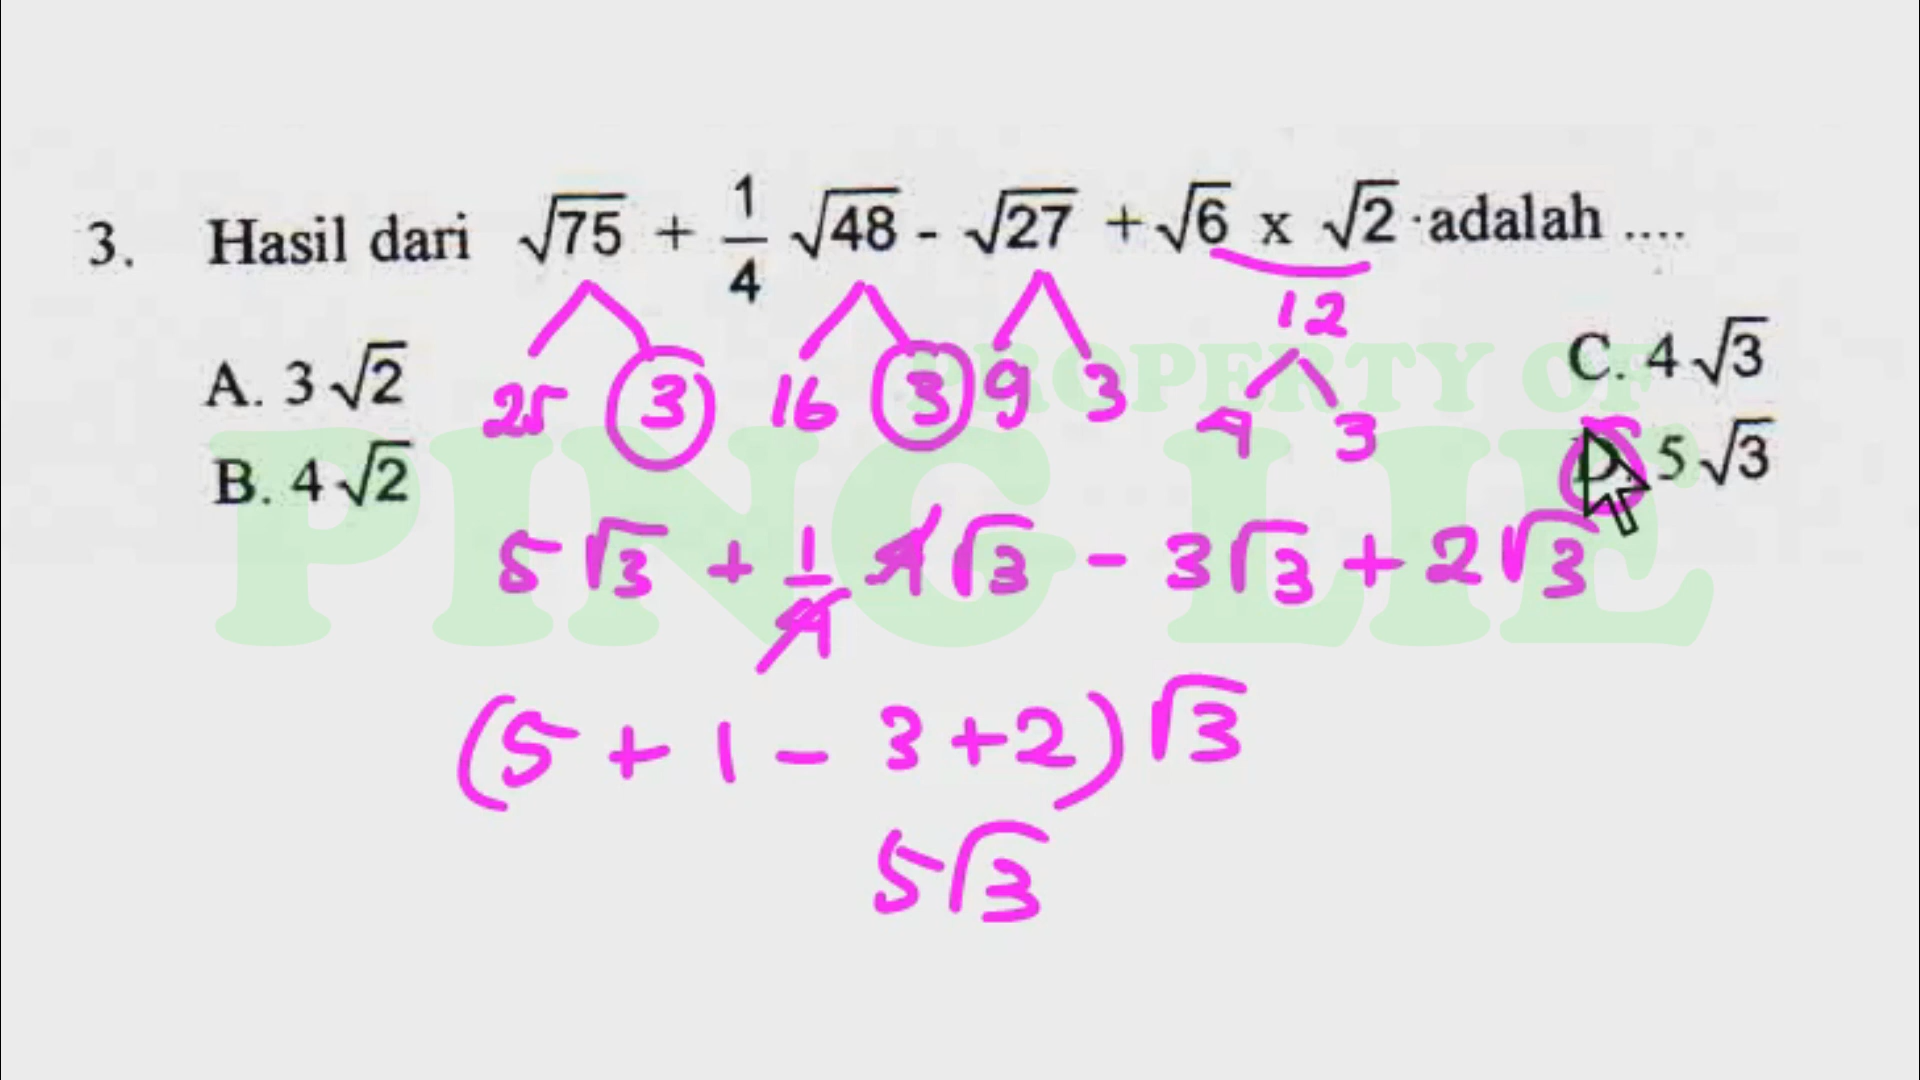 3. Hasil dari √75 + 1/4 √48 - √27 + √6 x √2 adalah ....
12
A. 3√2
C. 4√3
25 3 16 3 9 3 4 3
PROPERTY OF
B. 4√2
D. 5√3
PING LIE
5√3 + 1/4 4√3 - 3√3 + 2√3
(5 + 1 - 3 + 2)√3
5√3